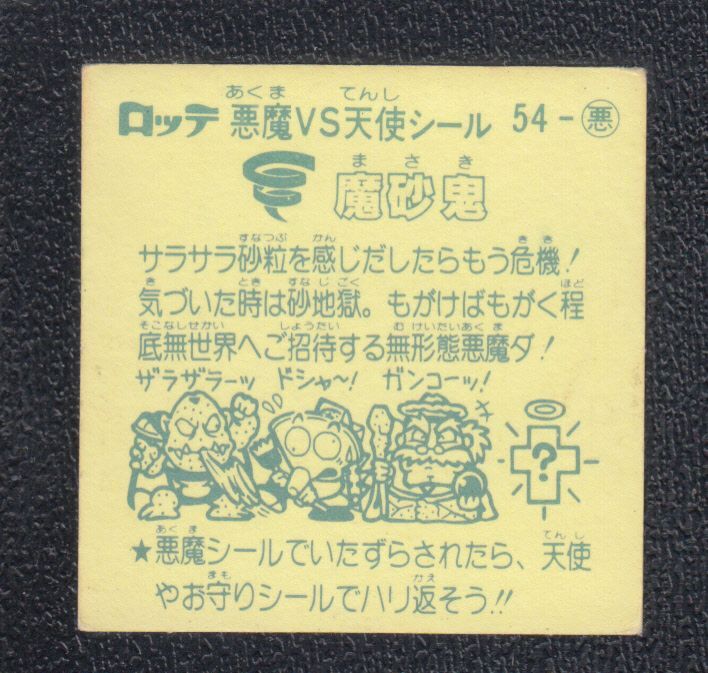 あくま てんし
ロッテ 悪魔VS天使シール 54-悪
まさき
魔砂鬼
すなつぶ かん きき
サラサラ砂粒を感じだしたらもう危機!
き とき すなじごく ほど
気づいた時は砂地獄。もがけばもがく程
そこなしせかい しょうたい むけいたいあくま
底無世界へご招待する無形態悪魔ダ!
ザラザラーッ ドシャ〜! ガンコーッ!
?
あくま てんし
★悪魔シールでいたずらされたら、天使
まも かえ
やお守りシールでハリ返そう!!